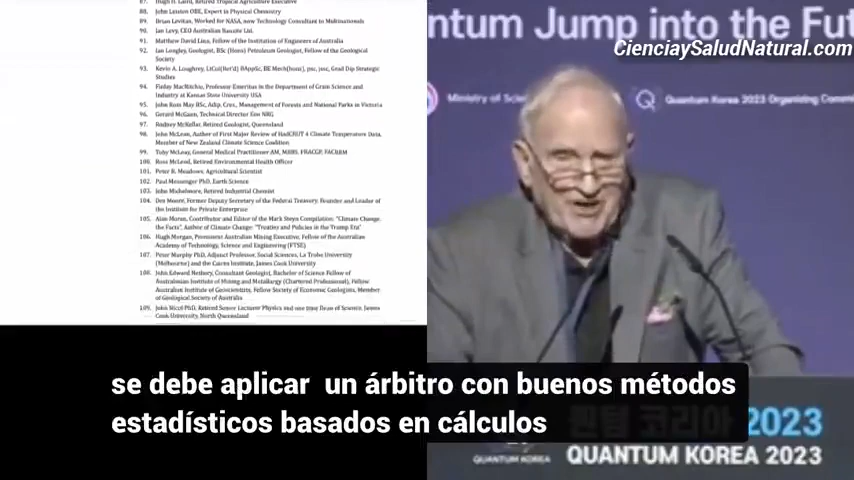 87. Hugh H. Laird, Retired Tropical Agriculture Executive
88. John Lauton OBE, Expert in Physical Chemistry
89. Brian Levitan, Worked for NASA, now Technology Consultant to Multinationals
90. Ian Levy, CEO Australian Bauxite Ltd.
91. Matthew David Linn, Fellow of the Institution of Engineers of Australia
92. Ian Longley, Geologist, BSc (Hons) Petroleum Geologist, Fellow of the Geological
Society
93. Kevin A. Loughrey, LtCol(Ret'd) BAppSc, BE Mech(hons), psc, jssc, Grad Dip Strategic
Studies
94. Finlay MacRitchie, Professor Emeritus in the Department of Grain Science and
Industry at Kansas State University USA
95. John Ross May BSc, Adip. Cres., Management of Forests and National Parks in Victoria
96. Gerard McGann, Technical Director Eon NRG
97. Rodney McKellar, Retired Geologist, Queensland
98. John McLean, Author of First Major Review of HadCRUT 4 Climate Temperature Data,
Member of New Zealand Climate Science Coalition
99. Toby McLeay, General Medical Practitioner AM, MBBS, FRACGP, FACRRM
100. Ross McLeod, Retired Environmental Health Officer
101. Peter B. Meadows, Agricultural Scientist
102. Paul Messenger PhD, Earth Science
103. John Michelmore, Retired Industrial Chemist
104. Des Moore, Former Deputy Secretary of the Federal Treasury. Founder and Leader of
the Institute for Private Enterprise
105. Alan Moran, Contributor and Editor of the Mark Steyn Compilation: "Climate Change,
the Facts". Author of Climate Change: "Treaties and Policies in the Trump Era"
106. Hugh Morgan, Prominent Australian Mining Executive, Fellow of the Australian
Academy of Technology, Science and Engineering (FTSE)
107. Peter Murphy PhD, Adjunct Professor, Social Sciences, La Trobe University
(Melbourne) and the Cairns Institute, James Cook University
108. John Edward Nethery, Consultant Geologist, Bachelor of Science Fellow of
Australasian Institute of Mining and Metallurgy (Chartered Professional), Fellow
Australian Institute of Geoscientists, Fellow Society of Economic Geologists, Member
of Geological Society of Australia
109. John Nicol PhD, Retired Senior Lecturer Physics and one time Dean of Science, James
Cook University, North Queensland
ntum Jump into the Fut
CienciaySaludNatural.com
Ministry of Scien
Quantum Korea 2023 Organizing Commi
se debe aplicar un árbitro con buenos métodos
estadísticos basados en cálculos
퀀텀 코리아 2023
QUANTUM KOREA
QUANTUM KOREA 2023